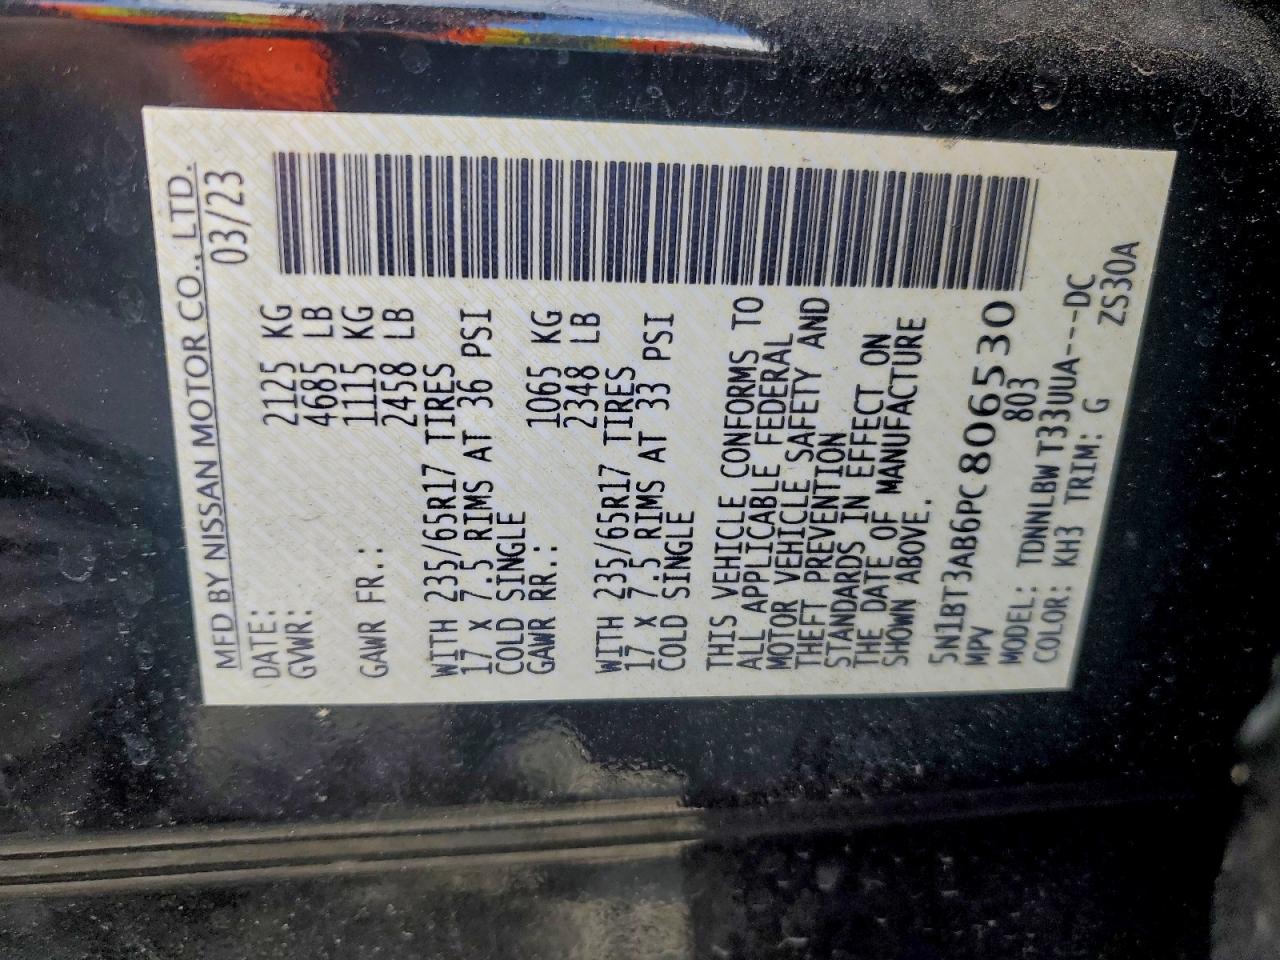 MFD BY NISSAN MOTOR CO., LTD.
DATE: 03/23
GVWR: 2125 KG
4685 LB
GAWR FR.: 1115 KG
2458 LB
WITH 235/65R17 TIRES
17 X 7.5 RIMS AT 36 PSI
COLD SINGLE
GAWR RR.: 1065 KG
2348 LB
WITH 235/65R17 TIRES
17 X 7.5 RIMS AT 33 PSI
COLD SINGLE
THIS VEHICLE CONFORMS TO
ALL APPLICABLE FEDERAL
MOTOR VEHICLE SAFETY AND
THEFT PREVENTION
STANDARDS IN EFFECT ON
THE DATE OF MANUFACTURE
SHOWN ABOVE.
5N1BT3AB6PC806530
MPV 803
MODEL: TDNNLBW T33UUA---DC
COLOR: KH3 TRIM: G ZS30A